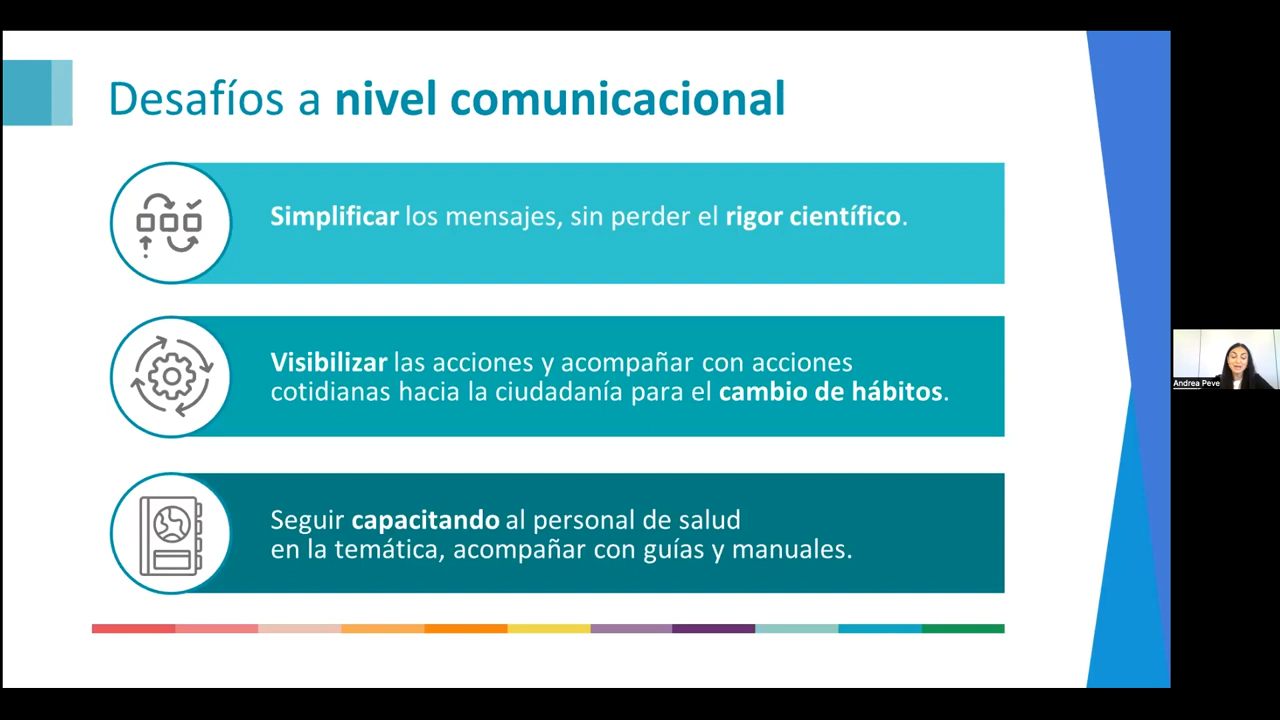 Desafíos a nivel comunicacional
Simplificar los mensajes, sin perder el rigor científico.
Visibilizar las acciones y acompañar con acciones
cotidianas hacia la ciudadanía para el cambio de hábitos.
Andrea Peve
Seguir capacitando al personal de salud
en la temática, acompañar con guías y manuales.